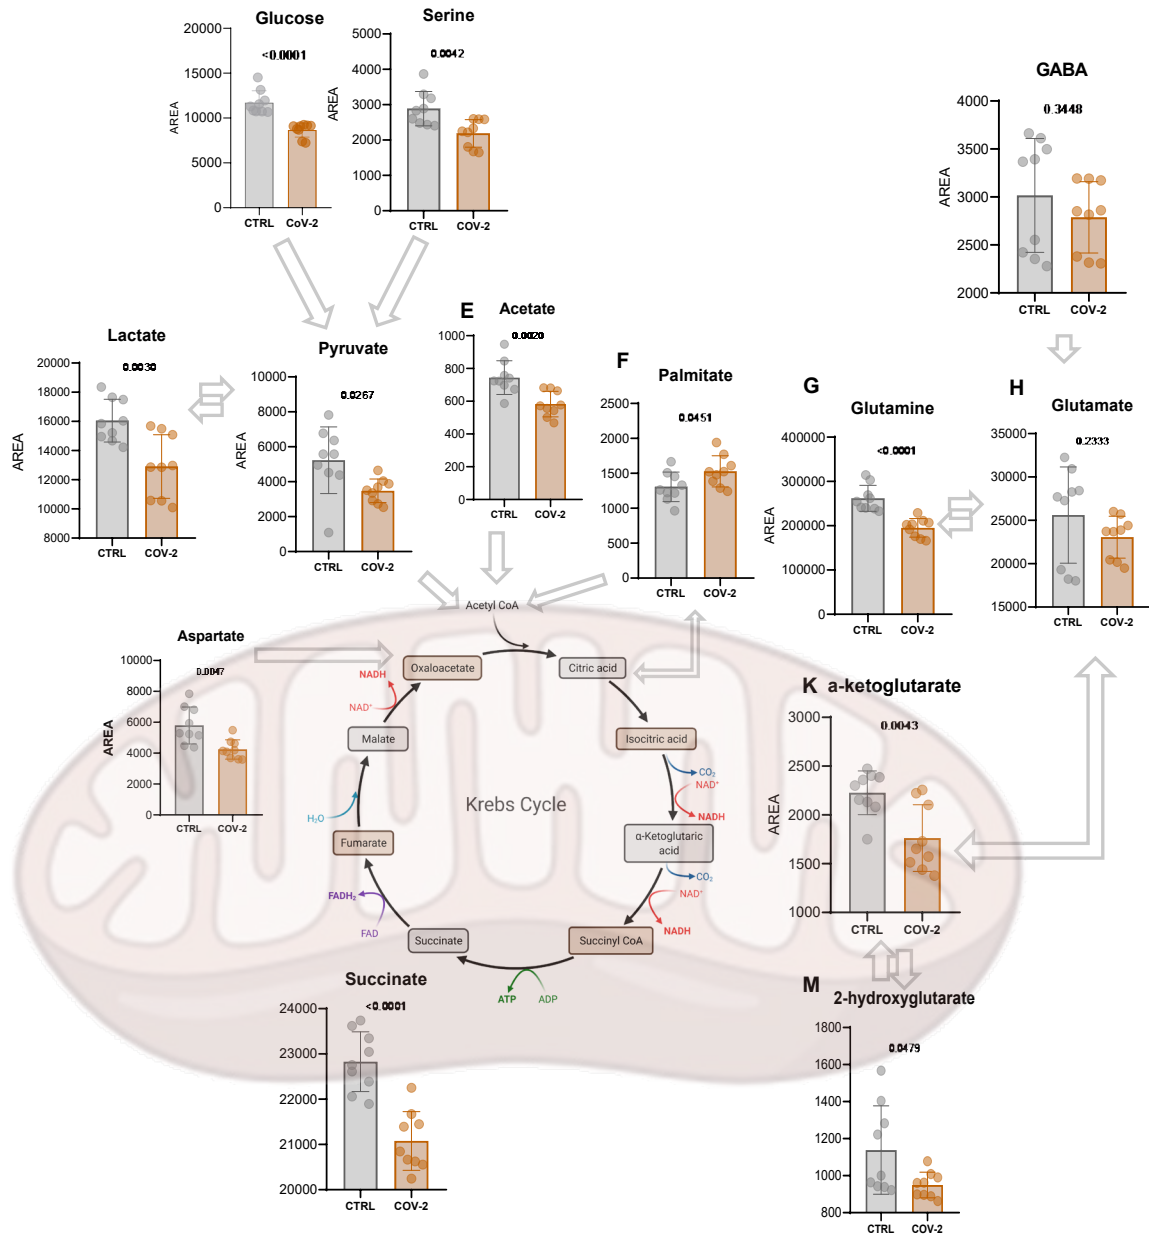 Glucose
20000
15000
10000
5000
0
AREA
<0.0001
CTRL
CoV-2
Serine
5000
4000
3000
2000
1000
0
AREA
0.0042
CTRL
COV-2
GABA
4000
3500
3000
2500
2000
AREA
0.3448
CTRL
COV-2
Lactate
20000
18000
16000
14000
12000
10000
8000
AREA
0.0030
CTRL
COV-2
Pyruvate
10000
8000
6000
4000
2000
0
AREA
0.0267
CTRL
COV-2
E
Acetate
1000
800
600
400
200
0
AREA
0.0020
CTRL
COV-2
F
Palmitate
2500
2000
1500
1000
500
0
AREA
0.0451
CTRL
COV-2
G
Glutamine
400000
300000
200000
100000
0
AREA
<0.0001
CTRL
COV-2
H
Glutamate
35000
30000
25000
20000
15000
AREA
0.2333
CTRL
COV-2
Aspartate
10000
8000
6000
4000
2000
0
AREA
0.0047
CTRL
COV-2
Acetyl CoA
Oxaloacetate
Citric acid
NADH
NAD⁺
Malate
Isocitric acid
CO₂
NAD⁺
NADH
Krebs Cycle
H₂O
Fumarate
α-Ketoglutaric
acid
CO₂
NAD⁺
NADH
FADH₂
FAD
Succinate
Succinyl CoA
ATP
ADP
K
a-ketoglutarate
3000
2500
2000
1500
1000
AREA
0.0043
CTRL
COV-2
Succinate
24000
23000
22000
21000
20000
AREA
<0.0001
CTRL
COV-2
M
2-hydroxyglutarate
1800
1600
1400
1200
1000
800
AREA
0.0479
CTRL
COV-2